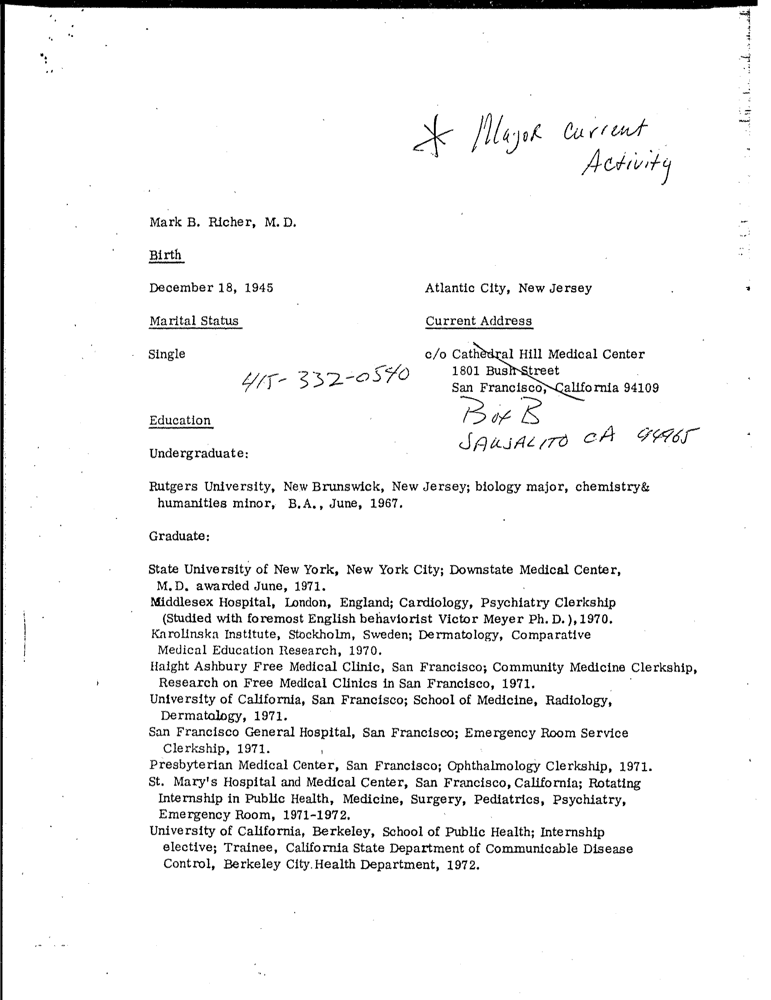 * Major Current
Activity
Mark B. Richer, M. D.
Birth
December 18, 1945 Atlantic City, New Jersey
Marital Status Current Address
Single c/o Cathedral Hill Medical Center
1801 Bush Street
415-332-0540 San Francisco, California 94109
Box B
Education
SAUSALITO CA 94965
Undergraduate:
Rutgers University, New Brunswick, New Jersey; biology major, chemistry&
humanities minor, B.A., June, 1967.
Graduate:
State University of New York, New York City; Downstate Medical Center,
M.D. awarded June, 1971.
Middlesex Hospital, London, England; Cardiology, Psychiatry Clerkship
(Studied with foremost English behaviorist Victor Meyer Ph. D.), 1970.
Karolinska Institute, Stockholm, Sweden; Dermatology, Comparative
Medical Education Research, 1970.
Haight Ashbury Free Medical Clinic, San Francisco; Community Medicine Clerkship,
Research on Free Medical Clinics in San Francisco, 1971.
University of California, San Francisco; School of Medicine, Radiology,
Dermatology, 1971.
San Francisco General Hospital, San Francisco; Emergency Room Service
Clerkship, 1971.
Presbyterian Medical Center, San Francisco; Ophthalmology Clerkship, 1971.
St. Mary's Hospital and Medical Center, San Francisco, California; Rotating
Internship in Public Health, Medicine, Surgery, Pediatrics, Psychiatry,
Emergency Room, 1971-1972.
University of California, Berkeley, School of Public Health; Internship
elective; Trainee, California State Department of Communicable Disease
Control, Berkeley City. Health Department, 1972.